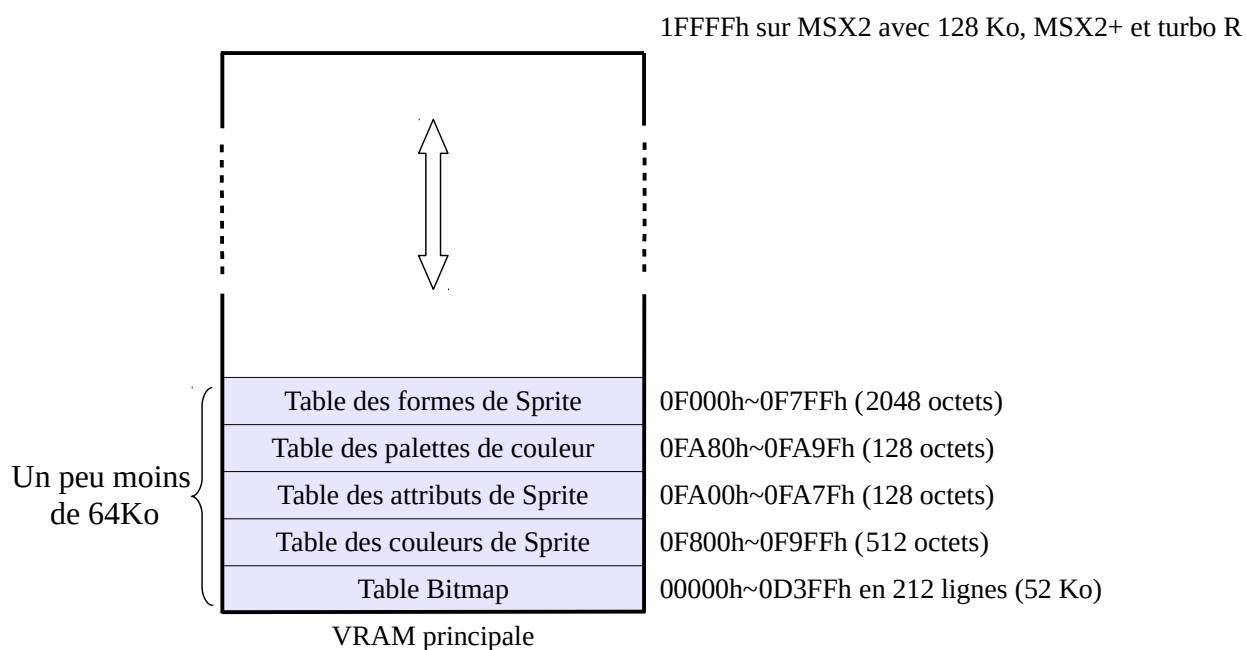 1FFFFh sur MSX2 avec 128 Ko, MSX2+ et turbo R
Table des formes de Sprite 0F000h~0F7FFh (2048 octets)
Table des palettes de couleur 0FA80h~0FA9Fh (128 octets)
Table des attributs de Sprite 0FA00h~0FA7Fh (128 octets)
Table des couleurs de Sprite 0F800h~0F9FFh (512 octets)
Table Bitmap 00000h~0D3FFh en 212 lignes (52 Ko)
Un peu moins
de 64Ko
VRAM principale